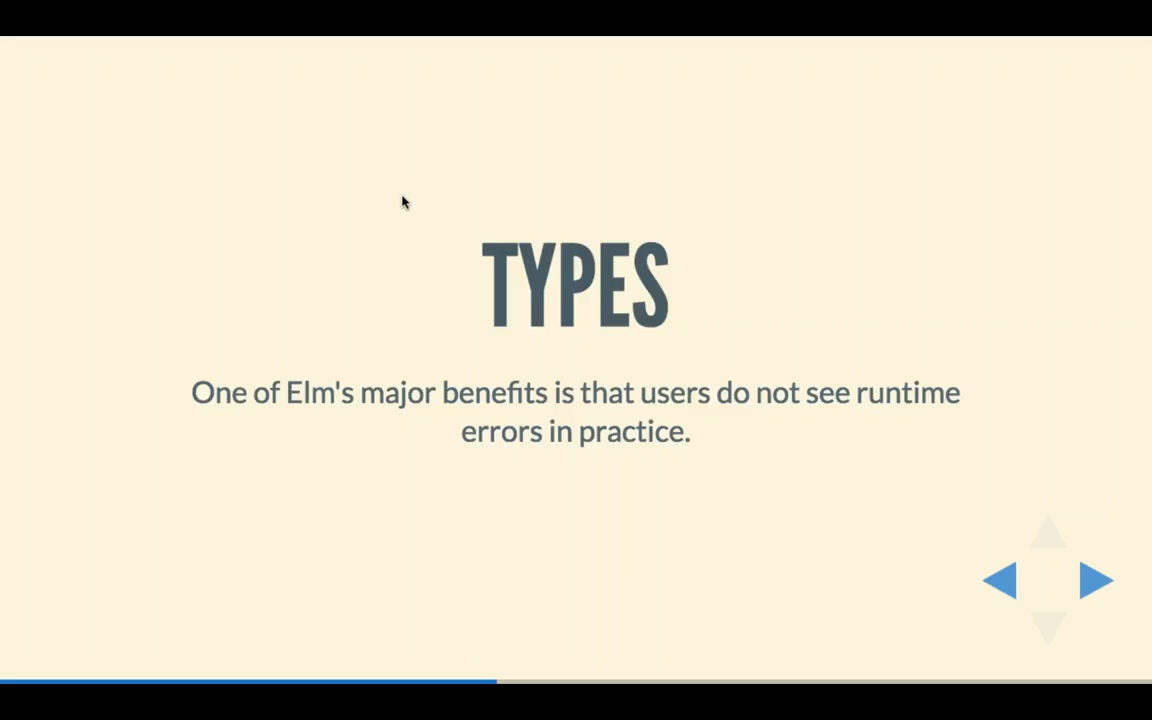 TYPES
One of Elm's major benefits is that users do not see runtime
errors in practice.